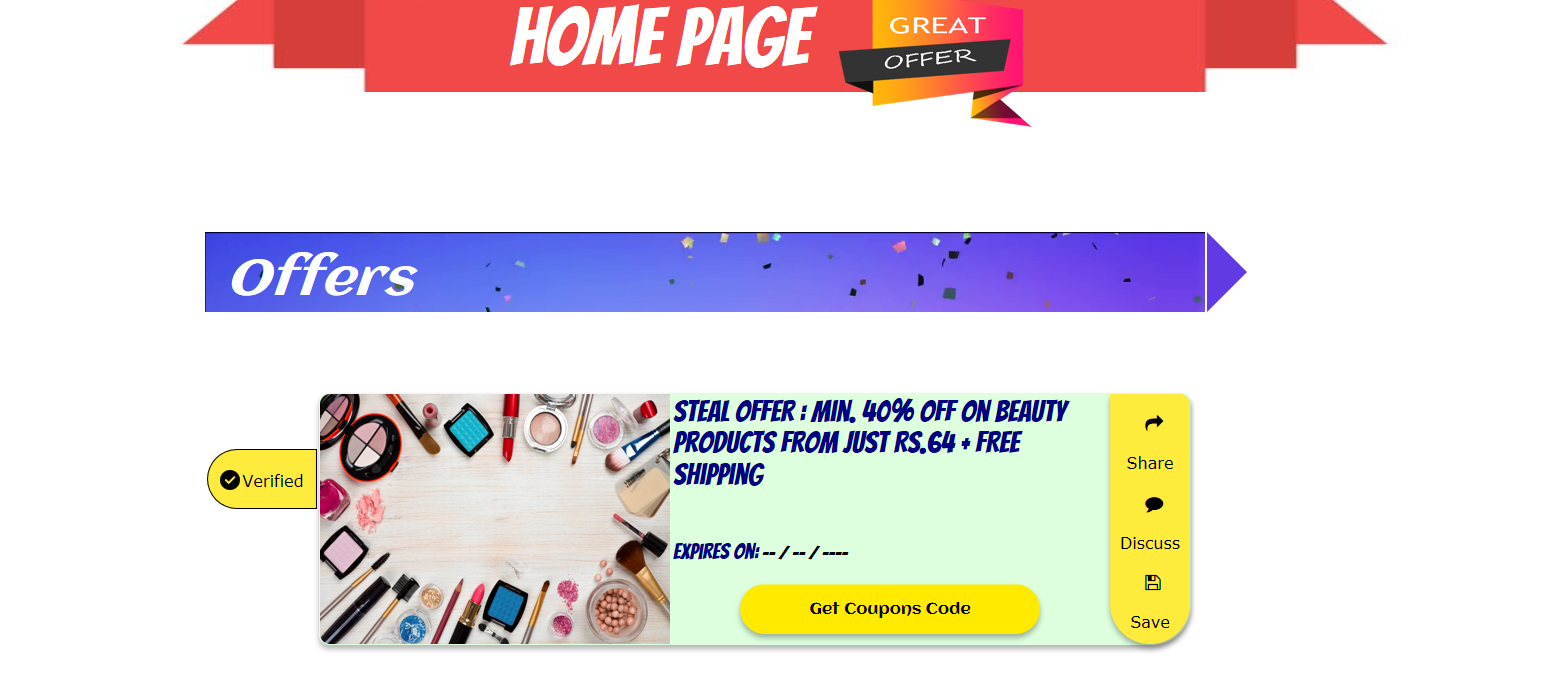 HOME PAGE
GREAT
OFFER
Offers
Verified
STEAL OFFER : MIN. 40% OFF ON BEAUTY
PRODUCTS FROM JUST RS.64 + FREE
SHIPPING
EXPIRES ON: -- / -- / ----
Get Coupons Code
Share
Discuss
Save